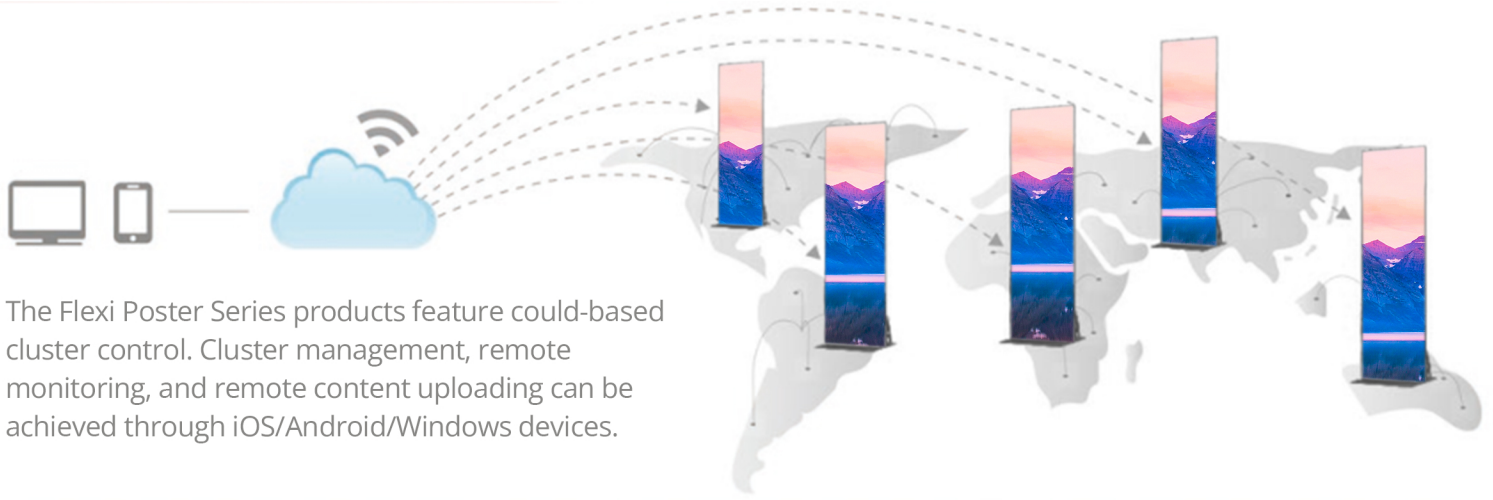 The Flexi Poster Series products feature could-based
cluster control. Cluster management, remote
monitoring, and remote content uploading can be
achieved through iOS/Android/Windows devices.